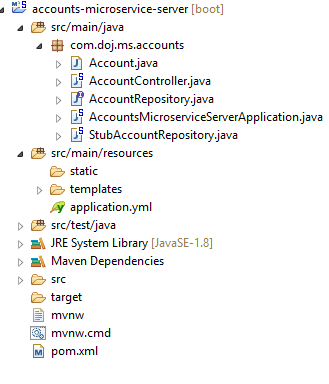 accounts-microservice-server [boot]
src/main/java
com.doj.ms.accounts
Account.java
AccountController.java
AccountRepository.java
AccountsMicroserviceServerApplication.java
StubAccountRepository.java
src/main/resources
static
templates
application.yml
src/test/java
JRE System Library [JavaSE-1.8]
Maven Dependencies
src
target
mvnw
mvnw.cmd
pom.xml